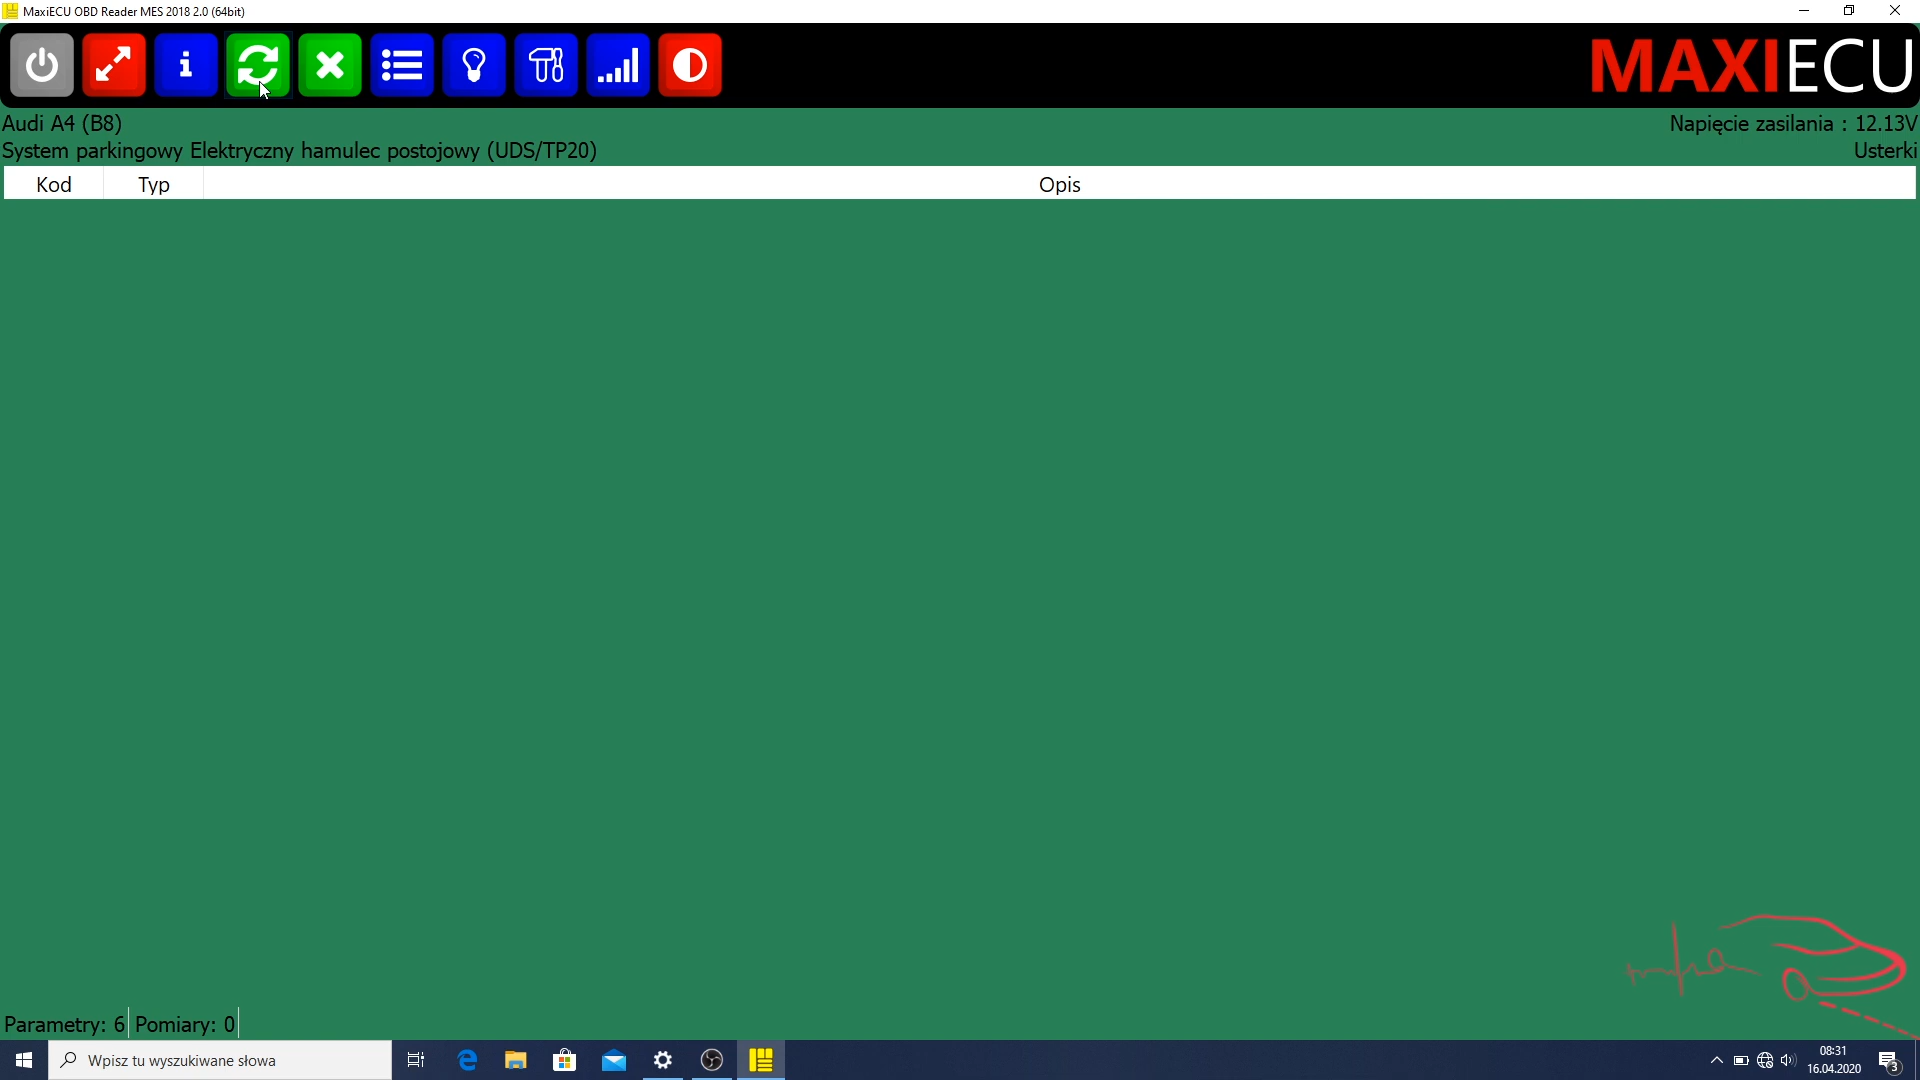 MaxiECU OBD Reader MES 2018 2.0 (64bit)
MAXIECU
Audi A4 (B8)
Napięcie zasilania : 12.13V
System parkingowy Elektryczny hamulec postojowy (UDS/TP20)
Usterki
Kod Typ Opis
Parametry: 6 Pomiary: 0
Wpisz tu wyszukiwane słowa
08:31
16.04.2020
3